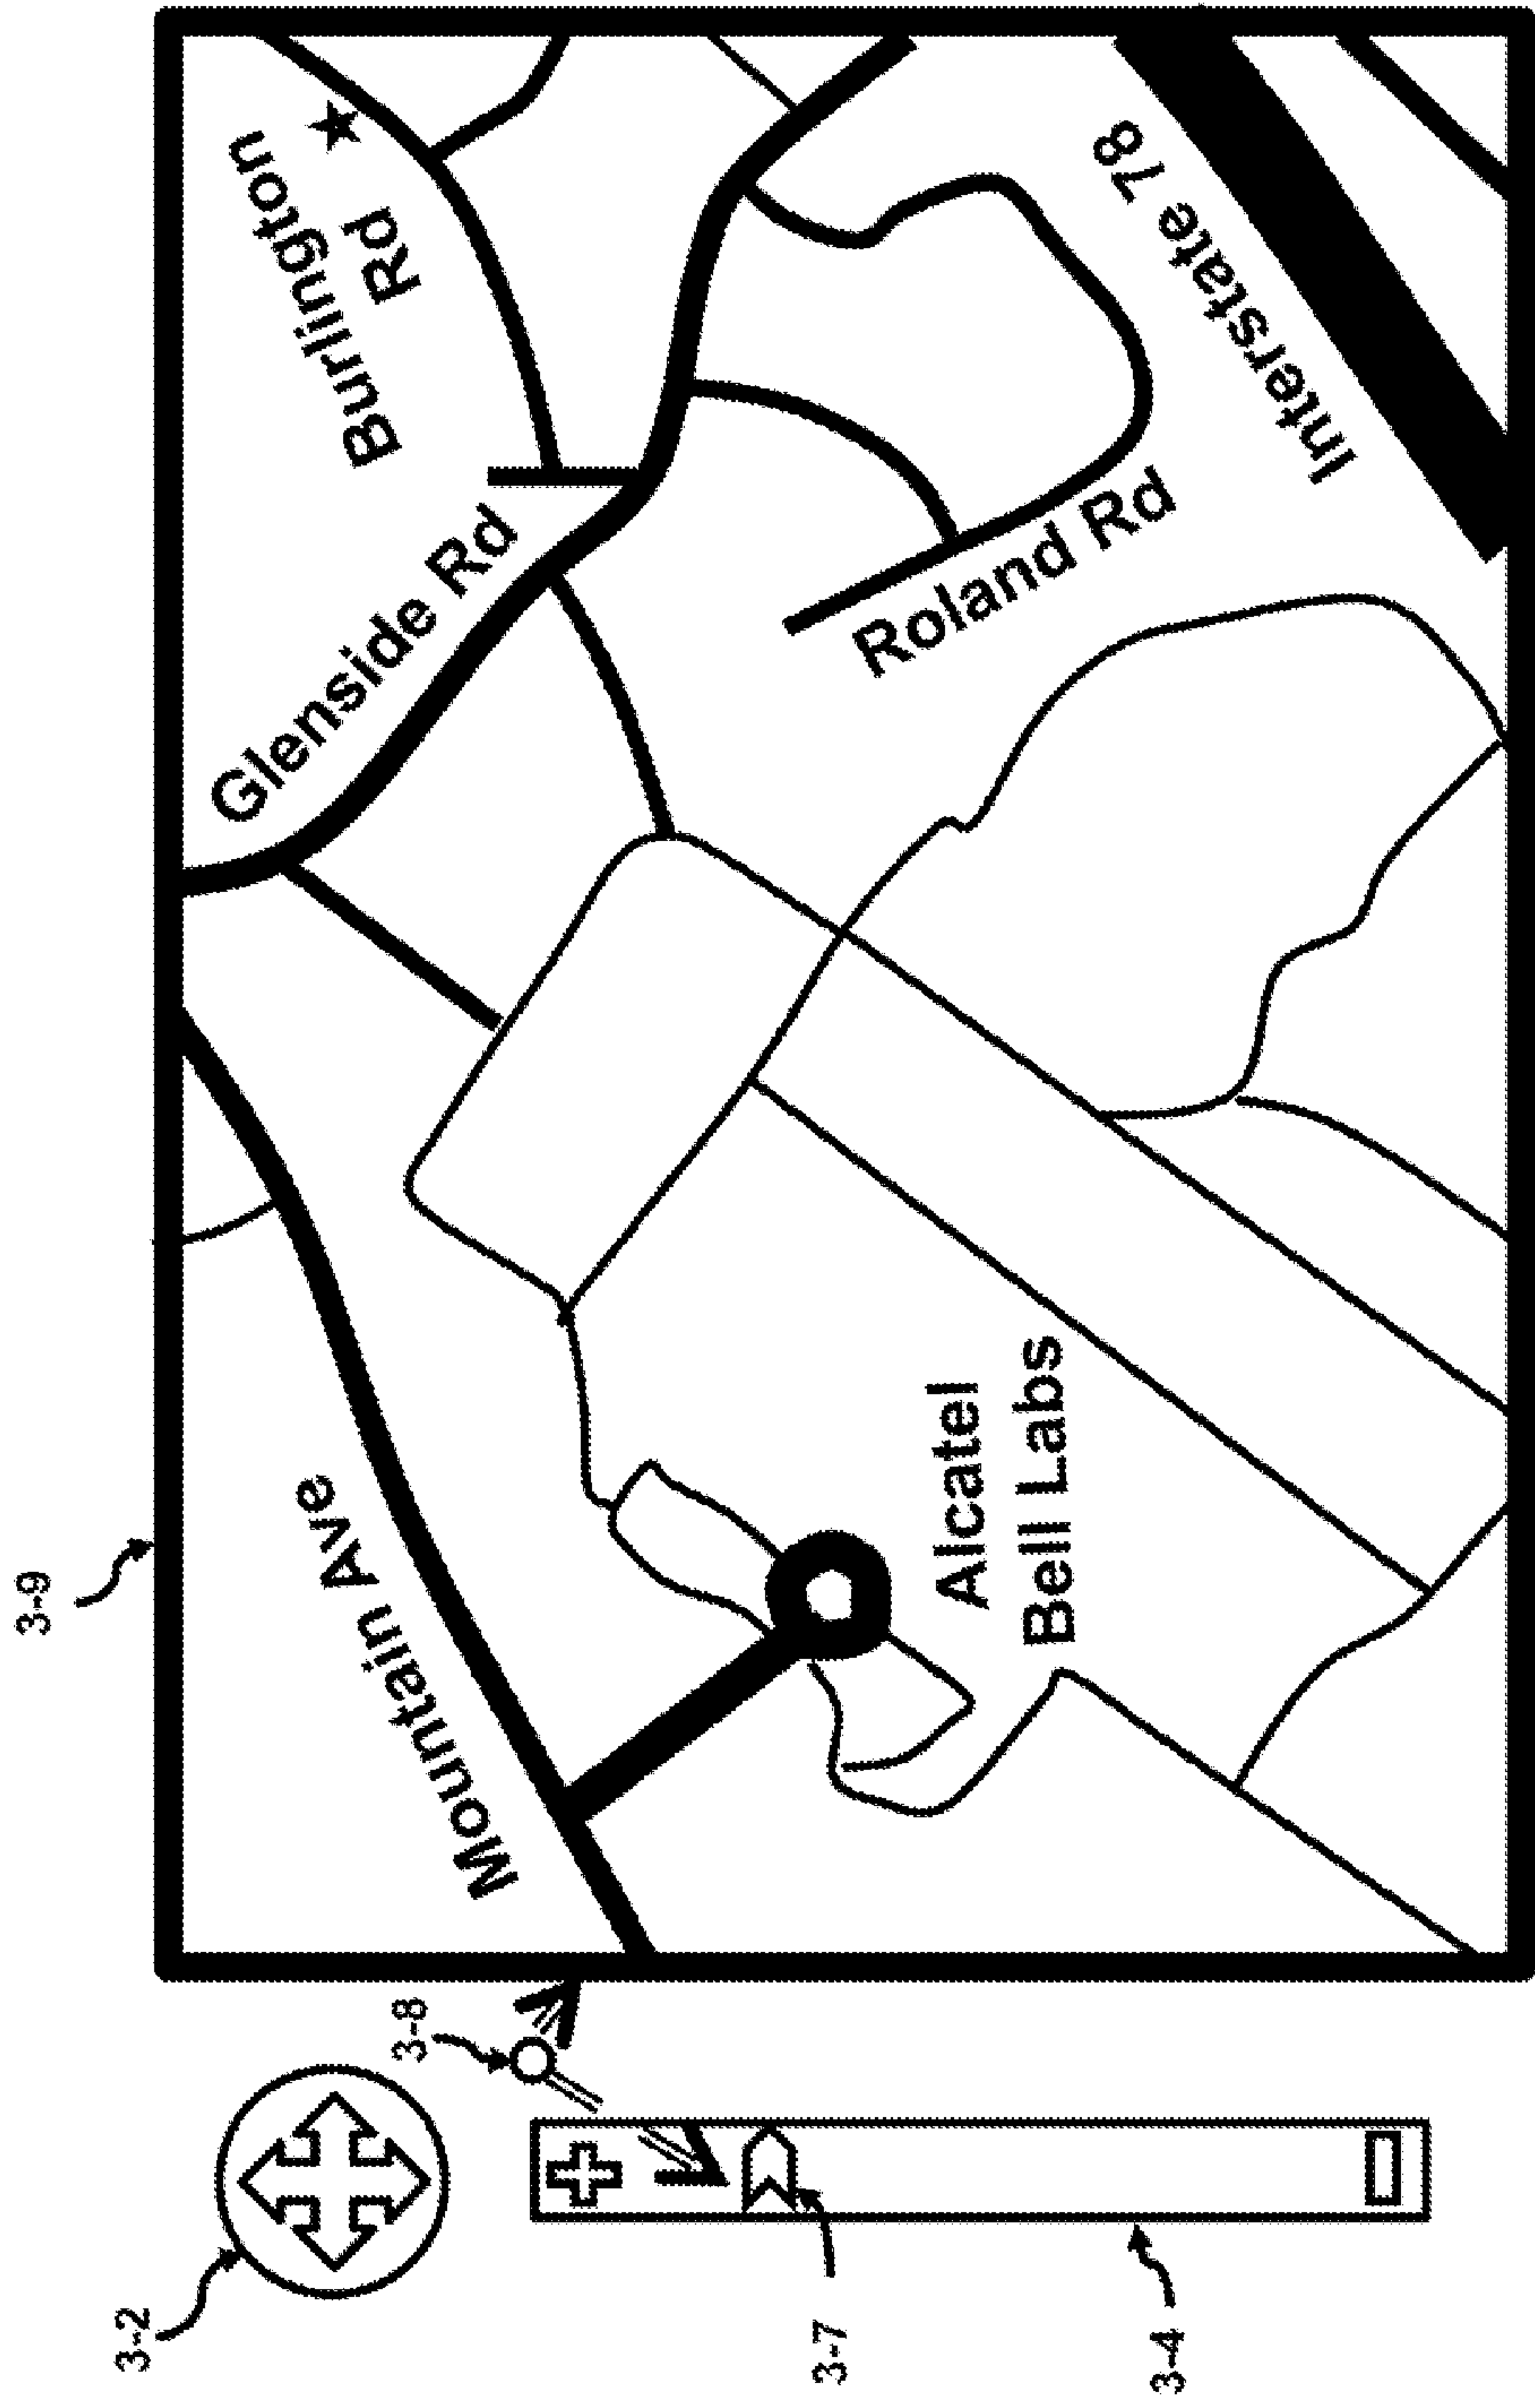 3-9
3-2
3-8
3-7
3-4
Mountain Ave
Glenside Rd
Burlington
Rd
Roland Rd
Interstate 78
Alcatel
Bell Labs